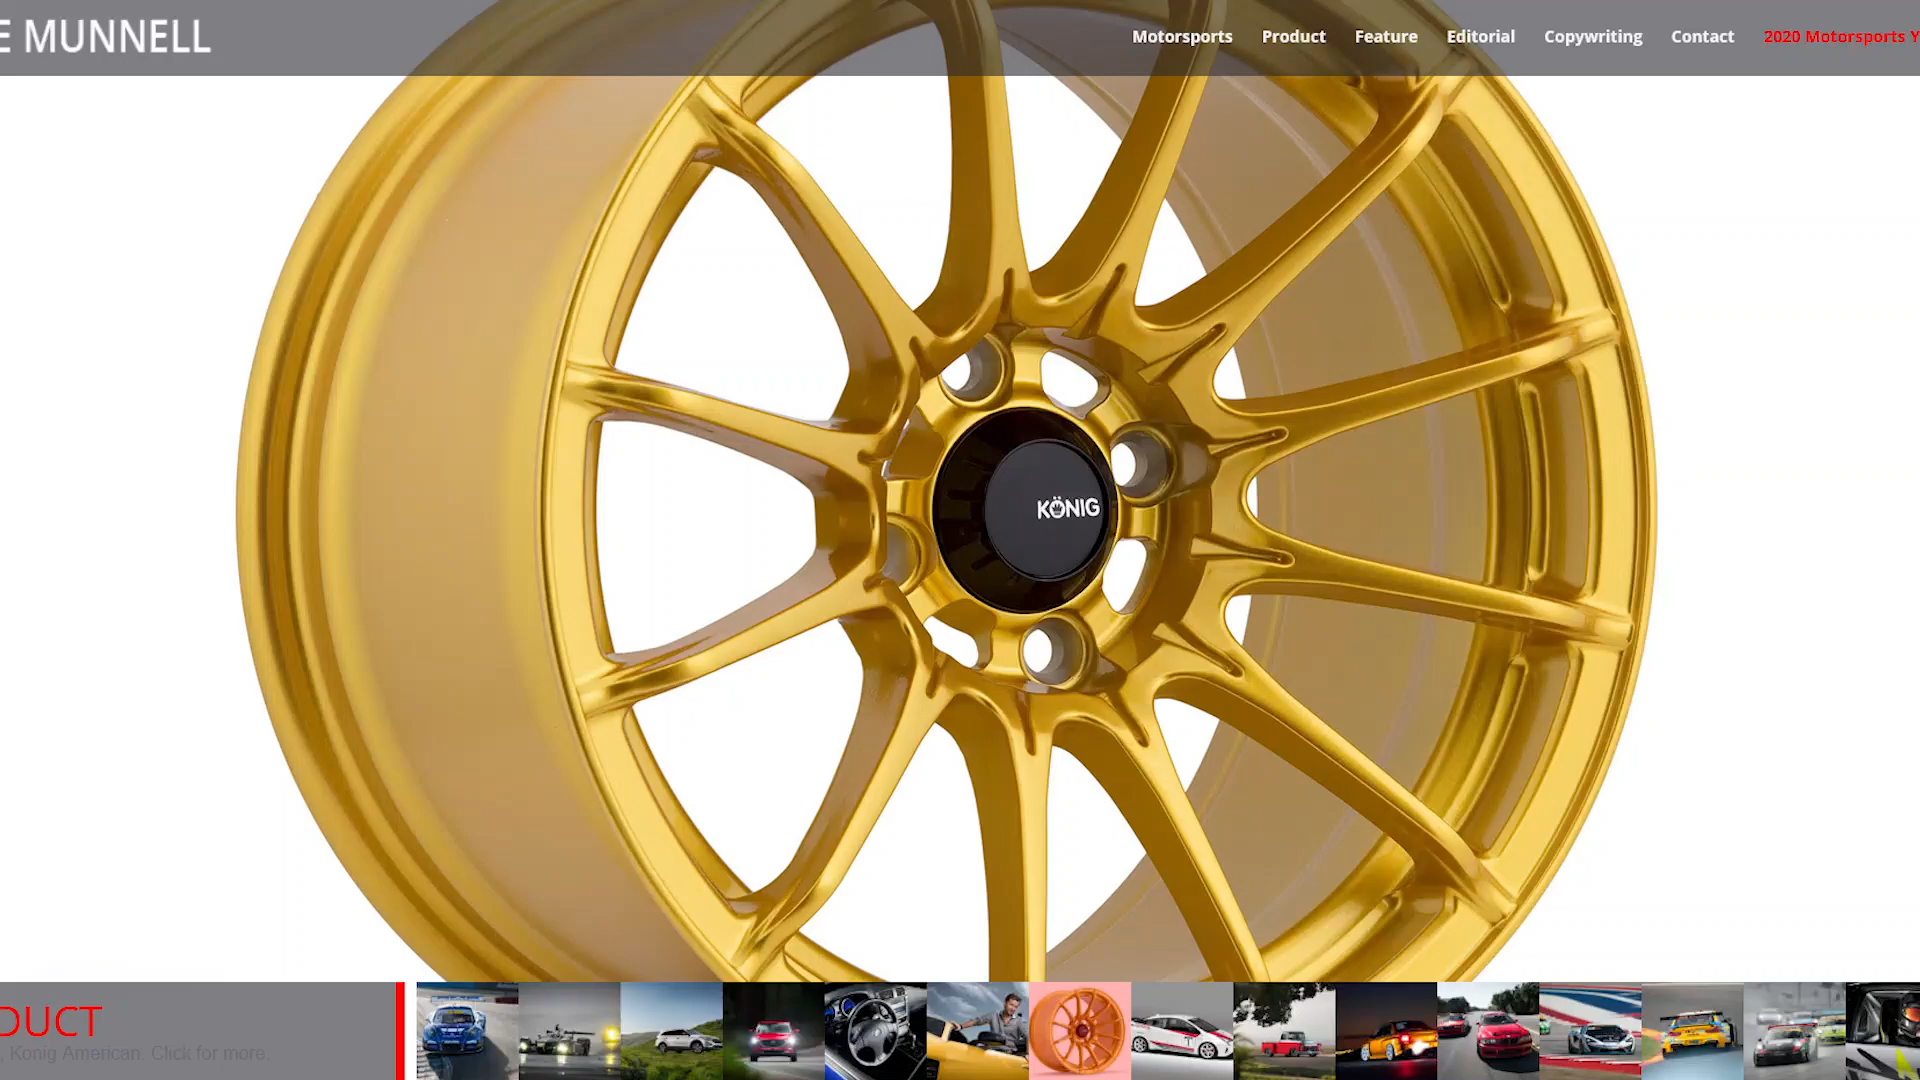 E MUNNELL
Motorsports Product Feature Editorial Copywriting Contact 2020 Motorsports Y
KÖNIG
DUCT
, Konig American. Click for more.